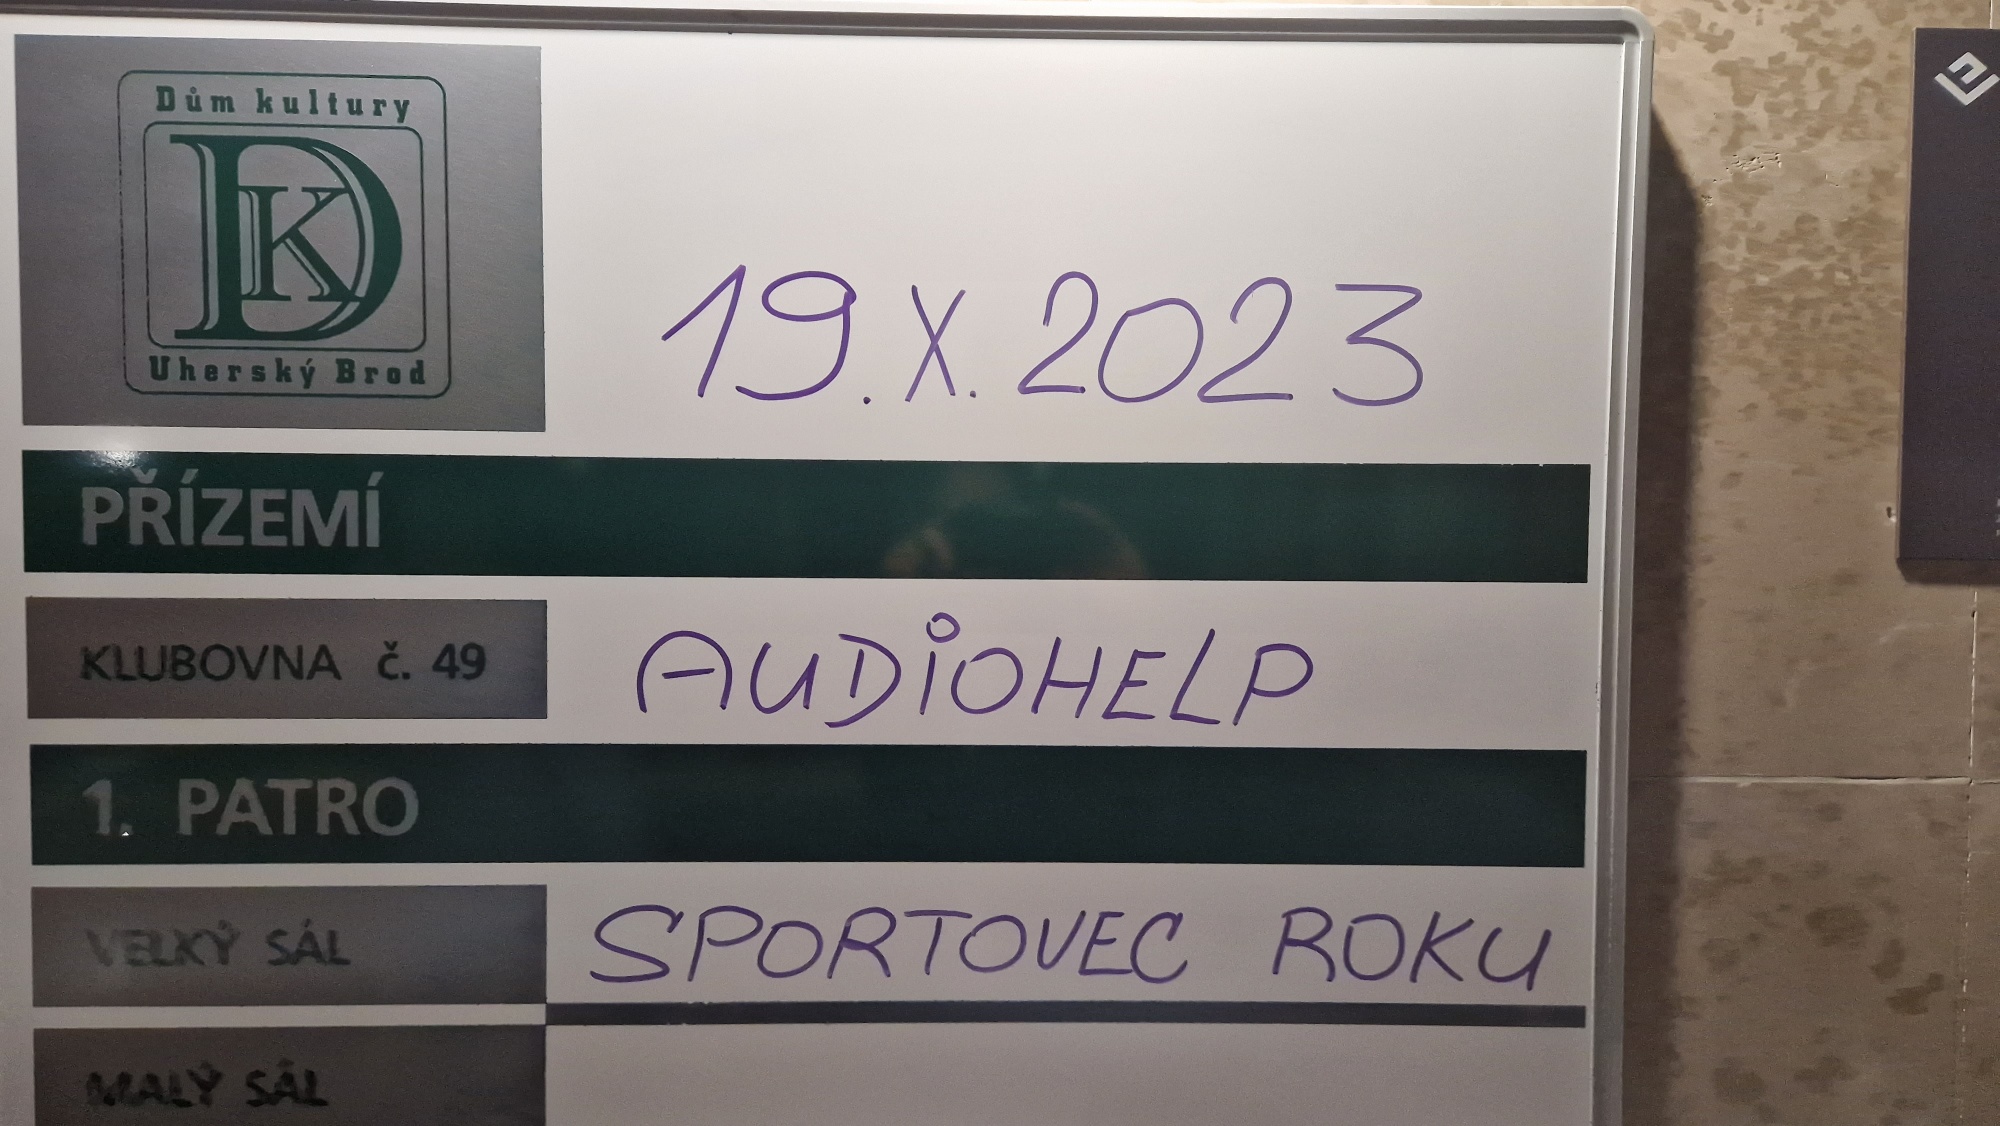 Dům kultury
DK
Uherský Brod
19. X. 2023
PŘÍZEMÍ
KLUBOVNA č. 49
AUDIOHELP
1. PATRO
VELKÝ SÁL
SPORTOVEC ROKU
MALÝ SÁL